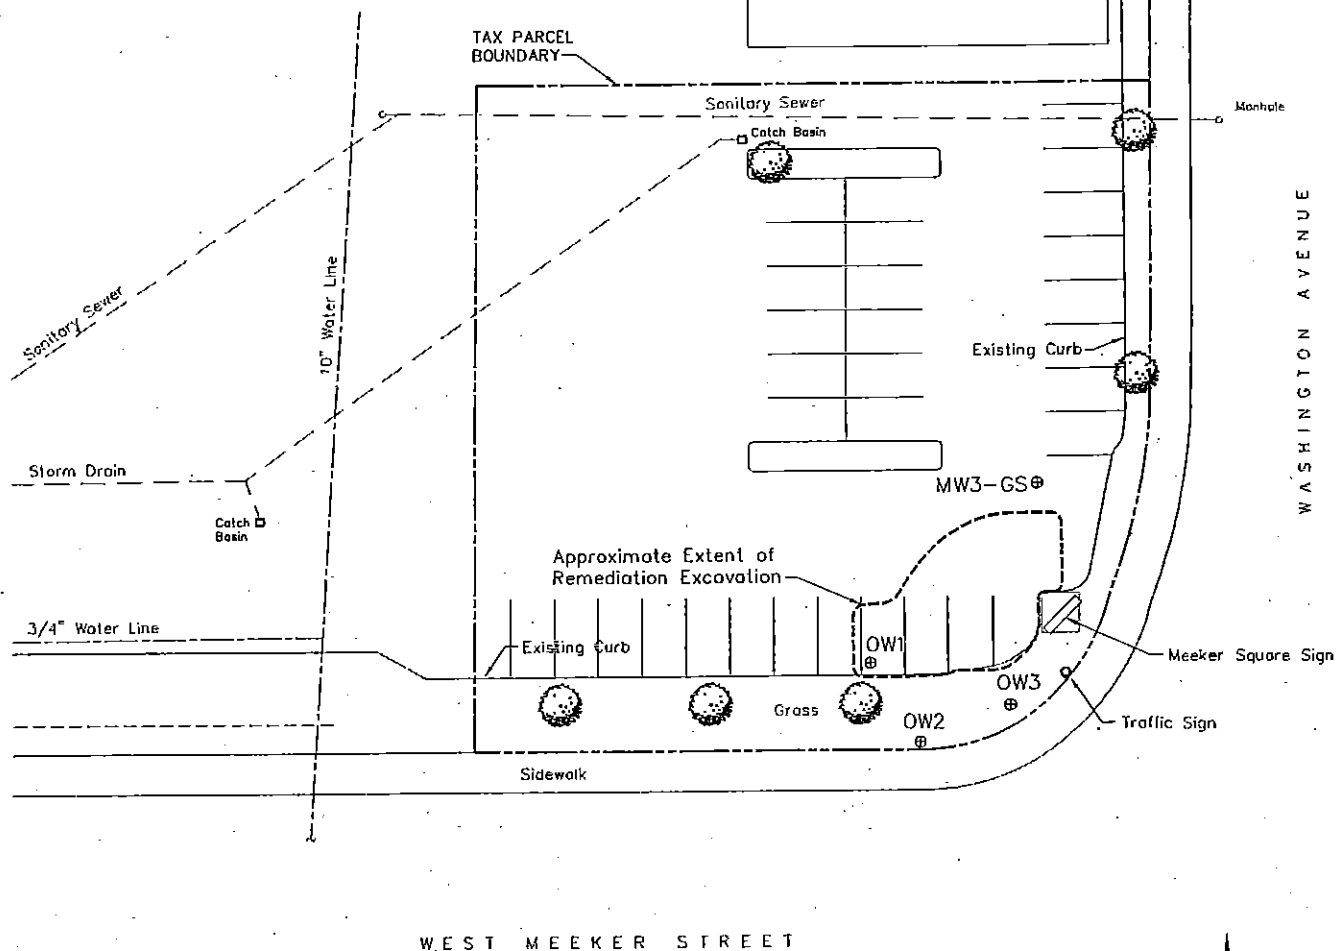 TAX PARCEL
BOUNDARY
Sanitary Sewer
Manhole
Catch Basin
WASHINGTON AVENUE
10" Water Line
Sanitary Sewer
Existing Curb
Storm Drain
MW3-GS
Catch
Basin
Approximate Extent of
Remediation Excavation
3/4" Water Line
Existing Curb
OW1
Meeker Square Sign
OW3
Grass
OW2
Traffic Sign
Sidewalk
WEST MEEKER STREET